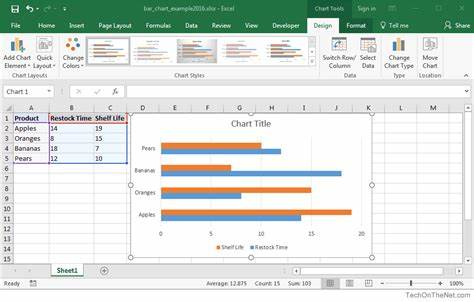 bar_chart_example2016.xlsx - Excel
Chart Tools
File Home Insert Page Layout Formulas Data Review View Developer Design Format Tell me Share
Add Chart Element
Quick Layout
Change Colors
Switch Row/Column
Select Data
Change Chart Type
Move Chart
Chart Layouts
Chart Styles
Data
Type
Location
Chart 1
fx
A B C D E F G H I J K L
1 Product Restock Time Shelf Life
2 Apples 14 19
3 Oranges 8 15
4 Bananas 18 7
5 Pears 12 10
6
7
8
9
10
11
12
13
14
15
Chart Title
Pears
Bananas
Oranges
Apples
0 5 10 15 20
Shelf Life Restock Time
Sheet1
Ready
Average: 12.875 Count: 15 Sum: 103
100%
TechOnTheNet.com